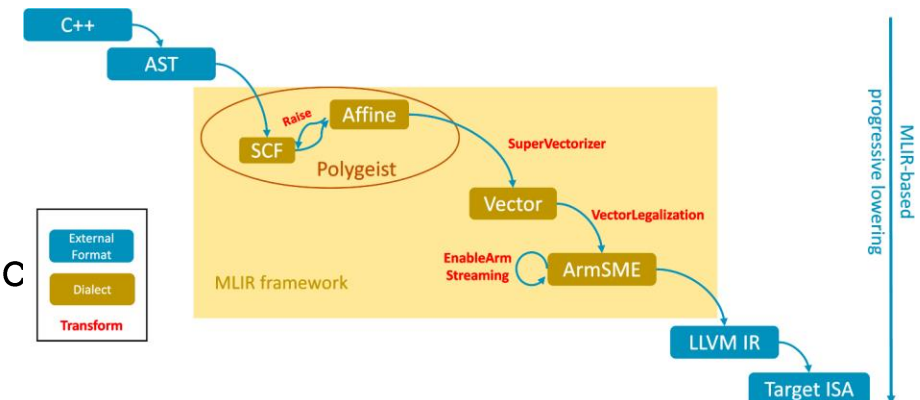 C++
AST
Raise
Affine
SCF
Polygeist
SuperVectorizer
Vector
VectorLegalization
EnableArm
Streaming
ArmSME
MLIR framework
LLVM IR
Target ISA
External
Format
Dialect
Transform
C
MLIR-based
progressive lowering